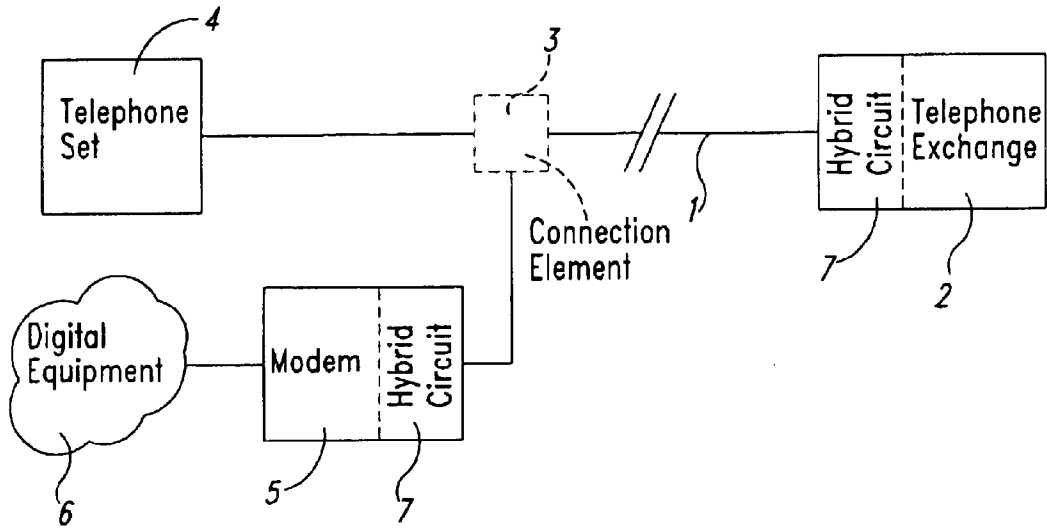 4
Telephone
Set
3
Hybrid
Circuit
Telephone
Exchange
1
Connection
Element
7
2
Digital
Equipment
Modem
Hybrid
Circuit
6
5
7